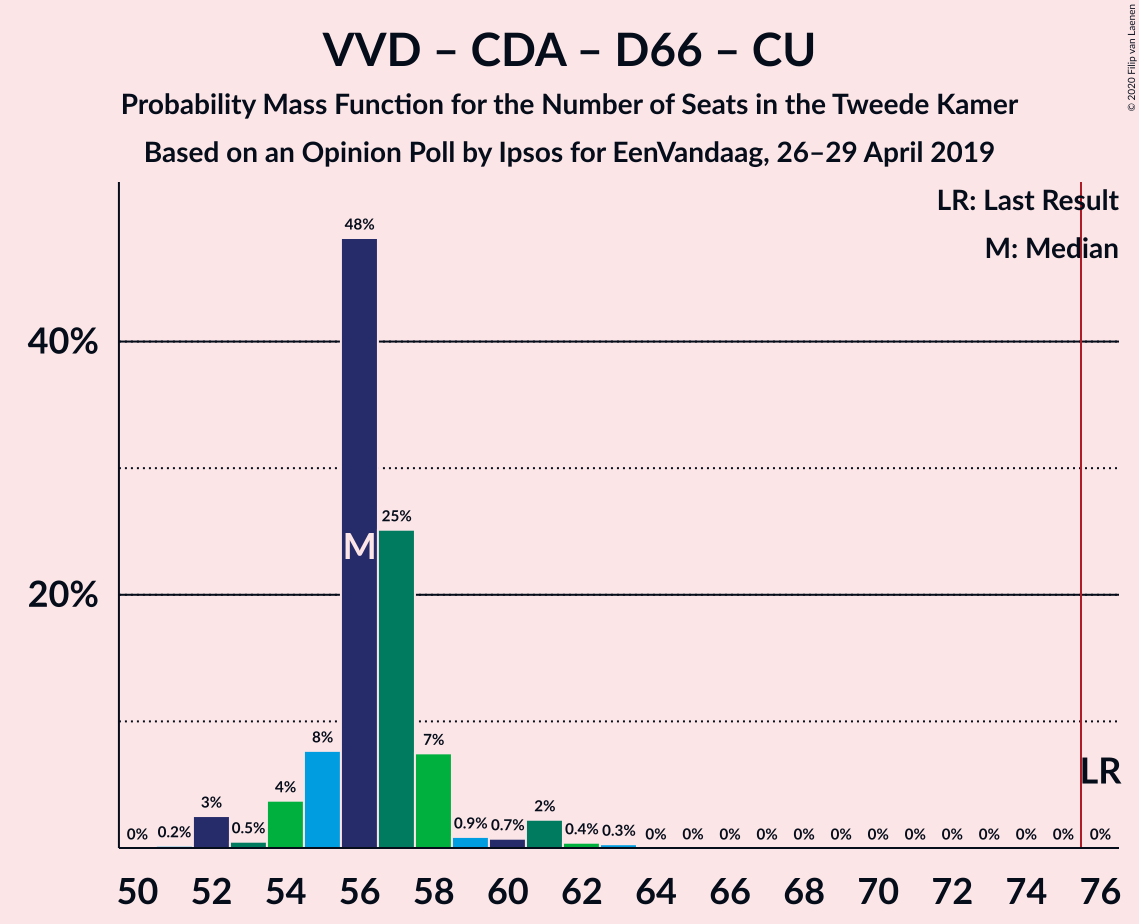 VVD – CDA – D66 – CU
Probability Mass Function for the Number of Seats in the Tweede Kamer
Based on an Opinion Poll by Ipsos for EenVandaag, 26–29 April 2019
© 2020 Filip van Laenen
LR: Last Result
M: Median
40%
20%
0% 0.2% 3% 0.5% 4% 8% 48% 25% 7% 0.9% 0.7% 2% 0.4% 0.3% 0% 0% 0% 0% 0% 0% 0% 0% 0% 0% 0% 0% 0%
M
LR
50 52 54 56 58 60 62 64 66 68 70 72 74 76